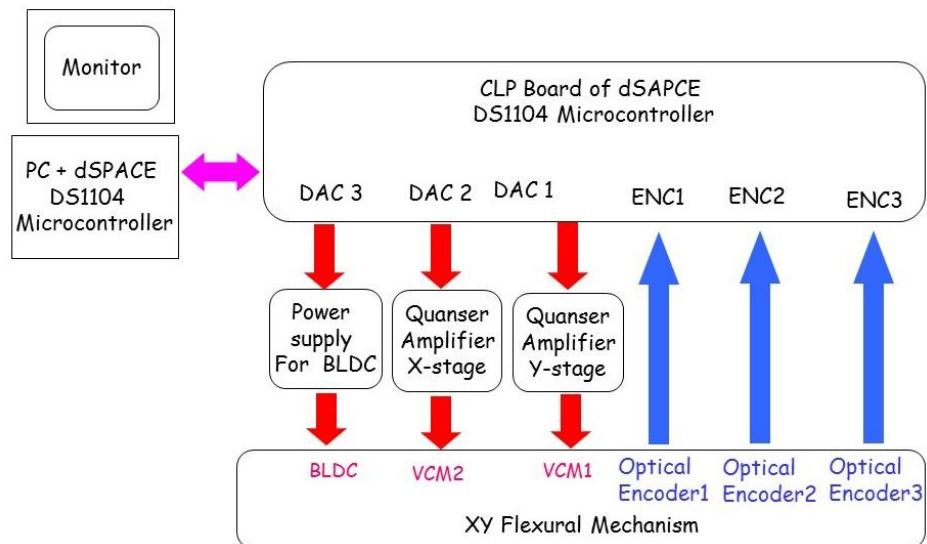 Monitor
CLP Board of dSAPCE
DS1104 Microcontroller
PC + dSPACE
DS1104
Microcontroller
DAC 3
DAC 2
DAC 1
ENC1
ENC2
ENC3
Power
supply
For BLDC
Quanser
Amplifier
X-stage
Quanser
Amplifier
Y-stage
BLDC
VCM2
VCM1
Optical
Encoder1
Optical
Encoder2
Optical
Encoder3
XY Flexural Mechanism